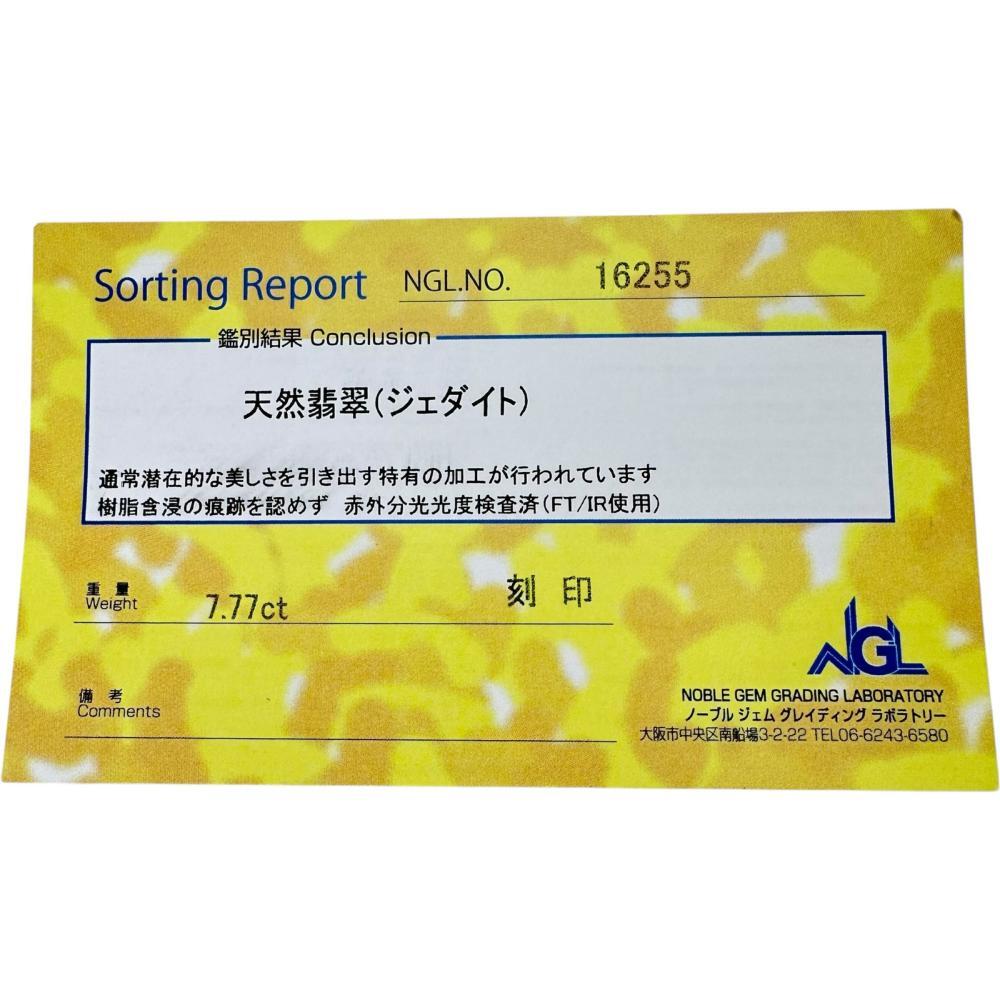 Sorting Report NGL.NO. 16255
鑑別結果 Conclusion
天然翡翠(ジェダイト)
通常潜在的な美しさを引き出す特有の加工が行われています
樹脂含浸の痕跡を認めず 赤外分光光度検査済(FT/IR使用)
重量
Weight 7.77ct 刻印
備考
Comments
NGL
NOBLE GEM GRADING LABORATORY
ノーブル ジェム グレイディング ラボラトリー
大阪市中央区南船場3-2-22 TEL06-6243-6580